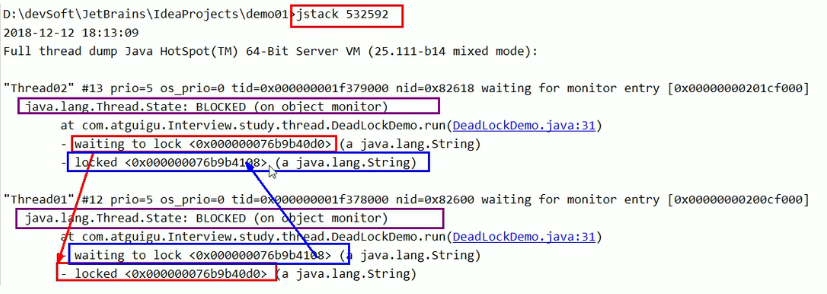 D:\devSoft\JetBrains\IdeaProjects\demo01>jstack 532592
2018-12-12 18:13:09
Full thread dump Java HotSpot(TM) 64-Bit Server VM (25.111-b14 mixed mode):
"Thread02" #13 prio=5 os_prio=0 tid=0x000000001f379000 nid=0x82618 waiting for monitor entry [0x00000000201cf000]
java.lang.Thread.State: BLOCKED (on object monitor)
at com.atguigu.Interview.study.thread.DeadLockDemo.run(DeadLockDemo.java:31)
- waiting to lock <0x000000076b9b40d0> (a java.lang.String)
- locked <0x000000076b9b4108> (a java.lang.String)
"Thread01" #12 prio=5 os_prio=0 tid=0x000000001f378000 nid=0x82600 waiting for monitor entry [0x00000000200cf000]
java.lang.Thread.State: BLOCKED (on object monitor)
at com.atguigu.Interview.study.thread.DeadLockDemo.run(DeadLockDemo.java:31)
- waiting to lock <0x000000076b9b4108> (a java.lang.String)
- locked <0x000000076b9b40d0> (a java.lang.String)